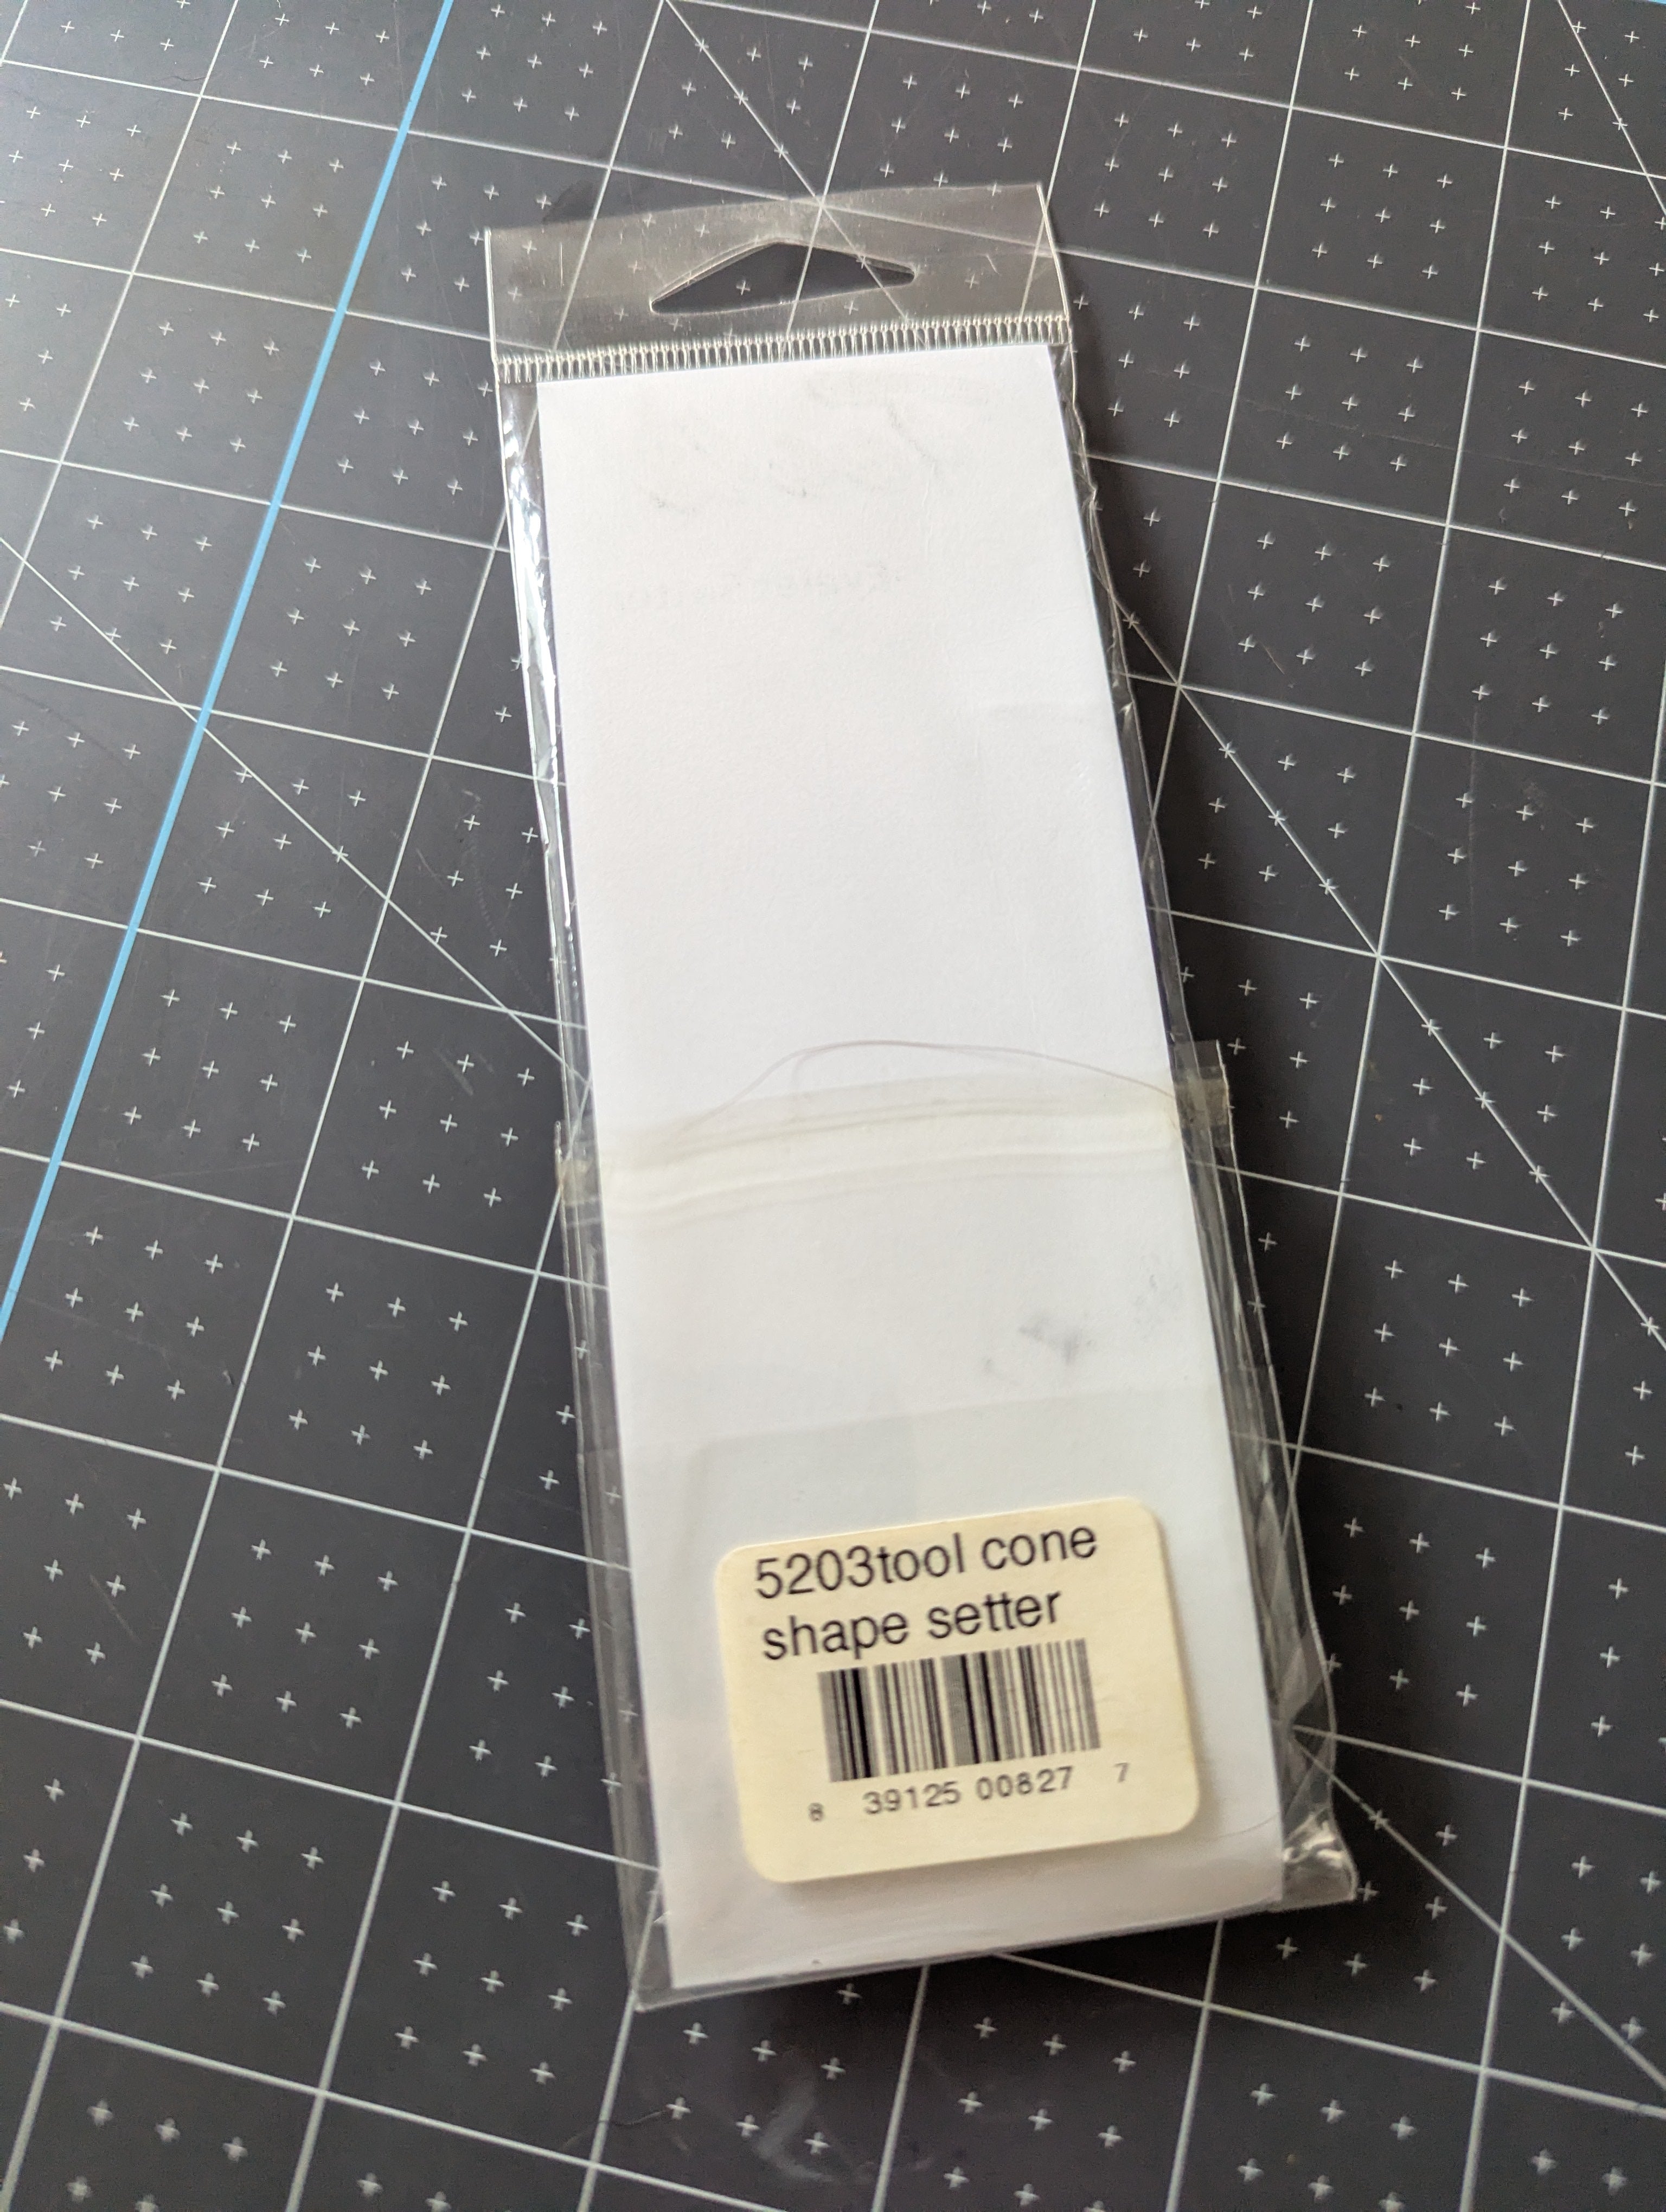 5203tool cone
shape setter
8 39125 00827 7